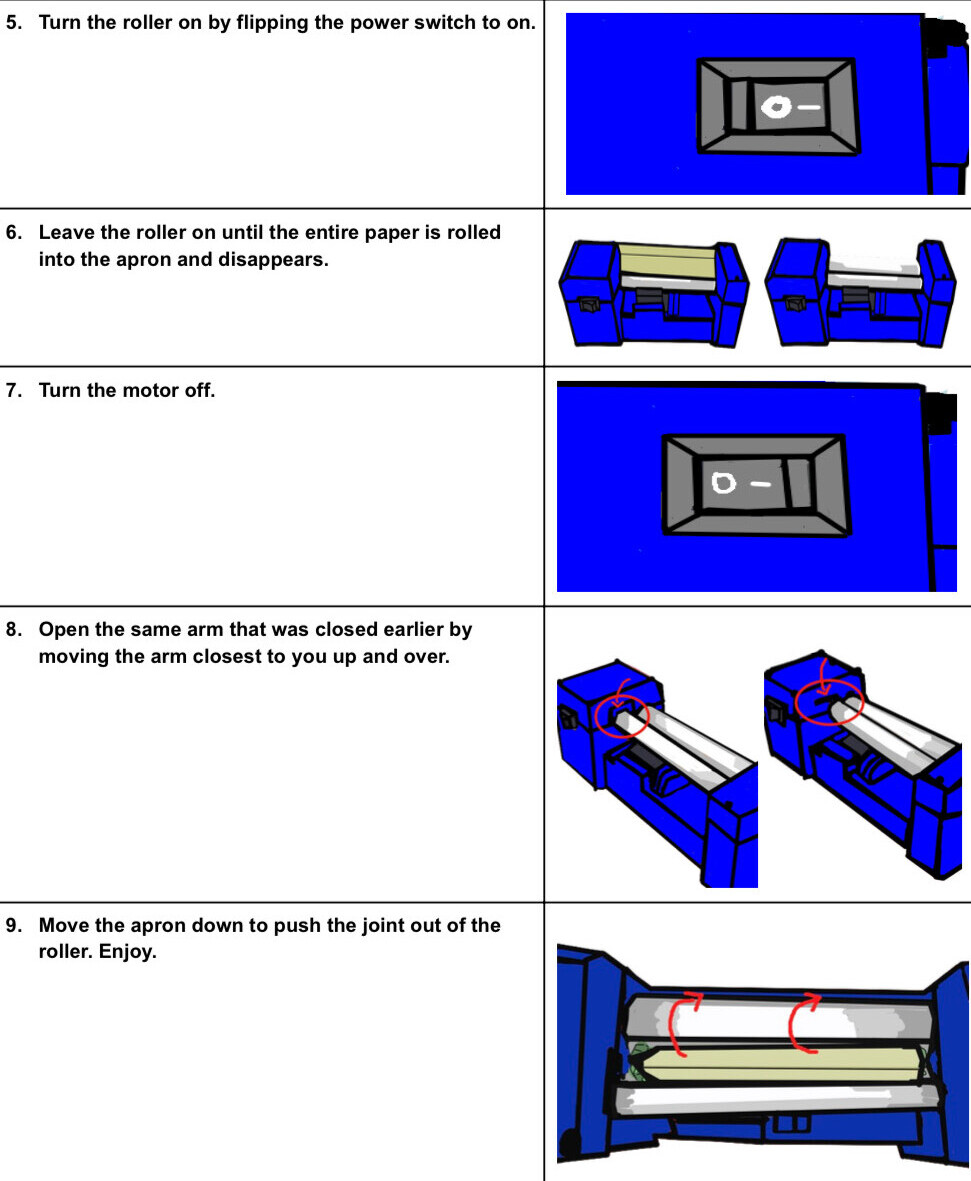 5. Turn the roller on by flipping the power switch to on.
O –
6. Leave the roller on until the entire paper is rolled
into the apron and disappears.
7. Turn the motor off.
O –
8. Open the same arm that was closed earlier by
moving the arm closest to you up and over.
9. Move the apron down to push the joint out of the
roller. Enjoy.